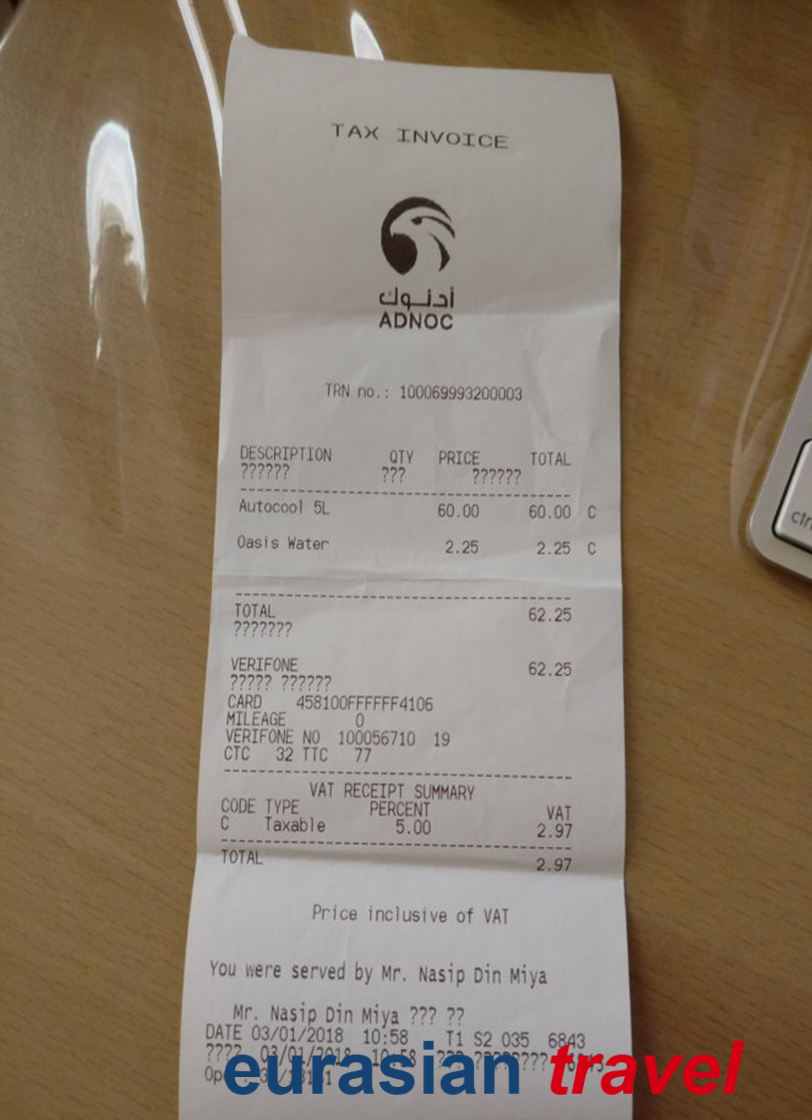 TAX INVOICE
أدنوك
ADNOC
TRN no.: 100069993200003
DESCRIPTION QTY PRICE TOTAL
?????? ??? ??????
Autocool 5L 60.00 60.00 C
Oasis Water 2.25 2.25 C
TOTAL 62.25
???????
VERIFONE 62.25
????? ??????
CARD 458100FFFFFF4106
MILEAGE 0
VERIFONE NO 100056710 19
CTC 32 TTC 77
VAT RECEIPT SUMMARY
CODE TYPE PERCENT VAT
C Taxable 5.00 2.97
TOTAL 2.97
Price inclusive of VAT
You were served by Mr. Nasip Din Miya
Mr. Nasip Din Miya ??? ??
DATE 03/01/2018 10:58 T1 S2 035 6843
???? 03/01/2018 10:58
eurasian travel
ctrl